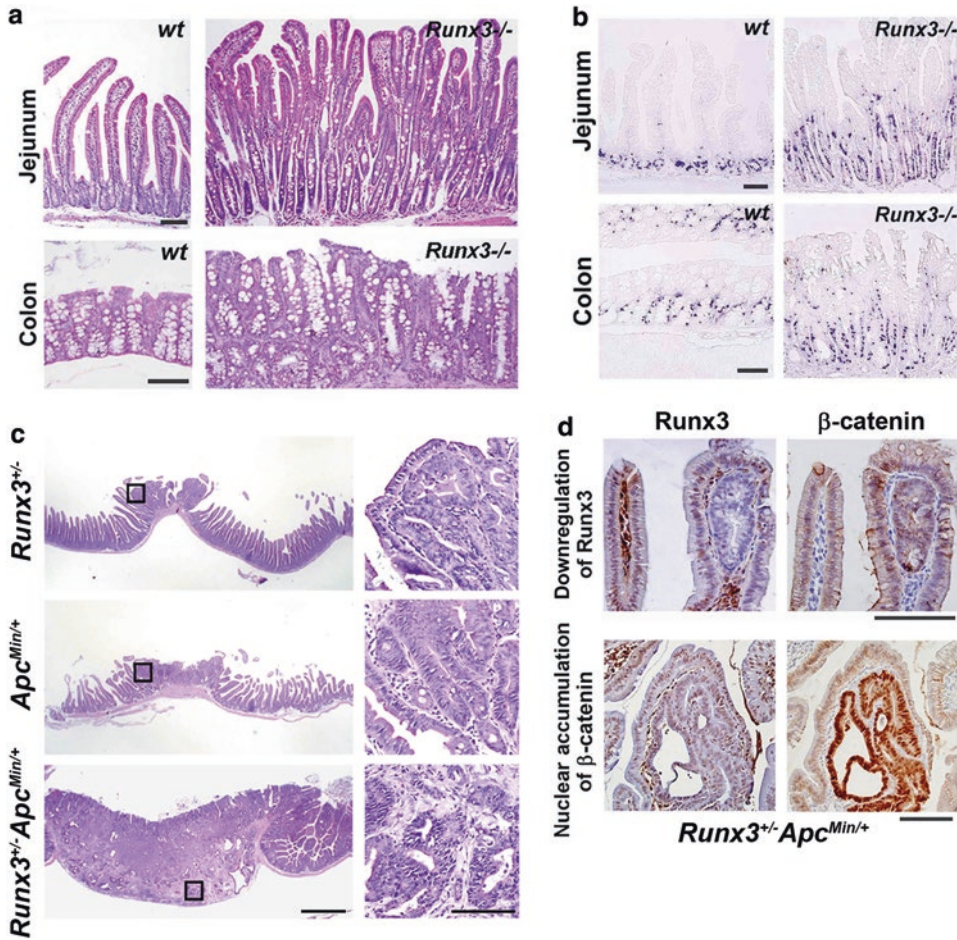 a
wt
Runx3-/-
Jejunum
wt
Runx3-/-
Colon
b
wt
Runx3-/-
Jejunum
wt
Runx3-/-
Colon
c
Runx3+/-
ApcMin/+
Runx3+/-ApcMin/+
d
Runx3
β-catenin
Downregulation
of Runx3
Nuclear accumulation
of β-catenin
Runx3+/-ApcMin/+